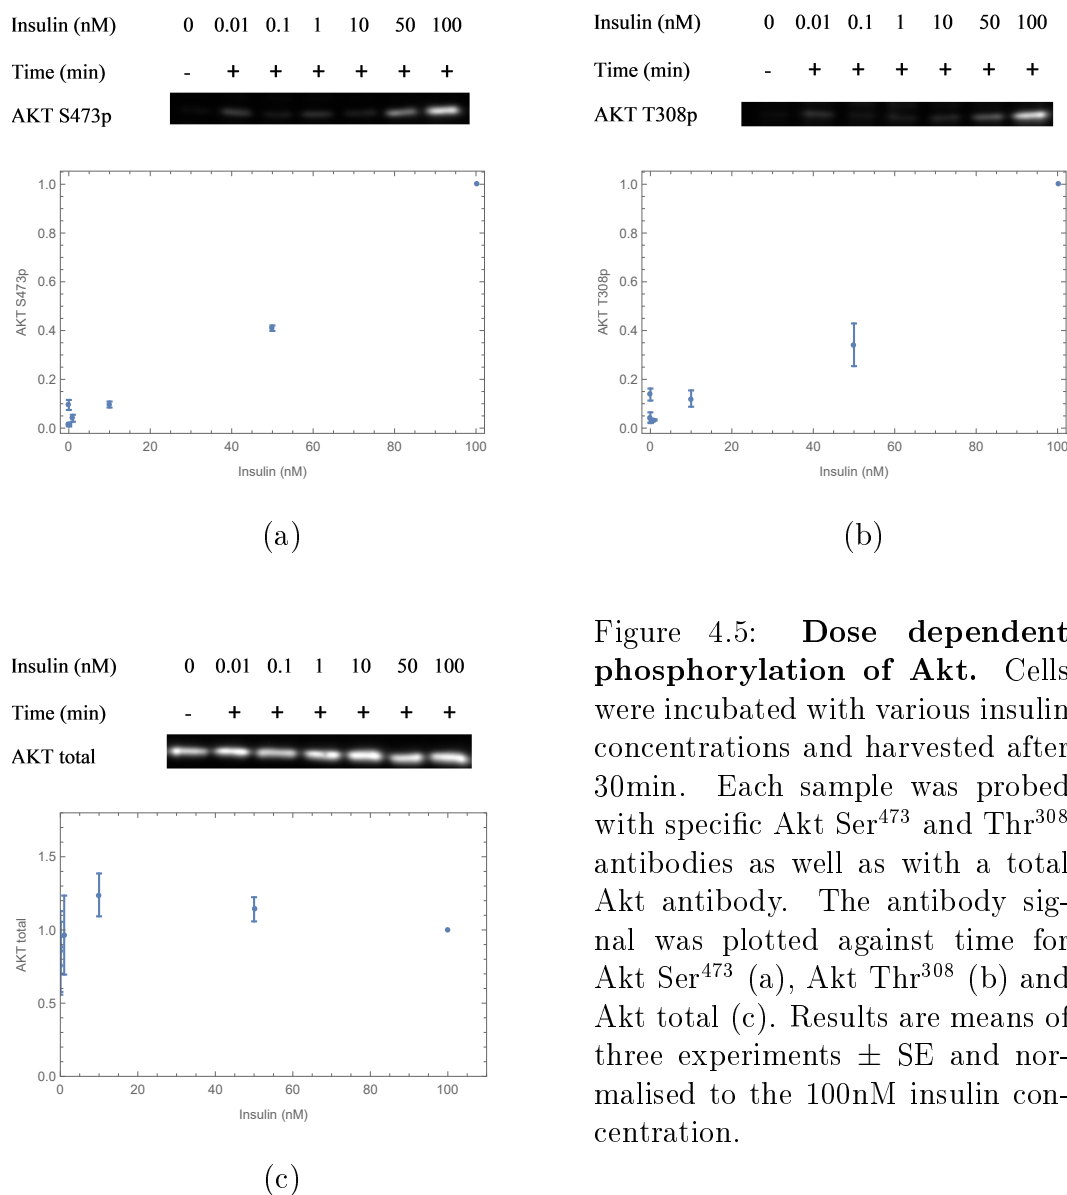 Insulin (nM) 0 0.01 0.1 1 10 50 100
Time (min) - + + + + + +
AKT S473p
1.0
0.8
0.6
0.4
0.2
0.0
AKT S473p
0 20 40 60 80 100
Insulin (nM)
(a)
Insulin (nM) 0 0.01 0.1 1 10 50 100
Time (min) - + + + + + +
AKT T308p
1.0
0.8
0.6
0.4
0.2
0.0
AKT T308p
0 20 40 60 80 100
Insulin (nM)
(b)
Insulin (nM) 0 0.01 0.1 1 10 50 100
Time (min) - + + + + + +
AKT total
1.5
1.0
0.5
0.0
AKT total
0 20 40 60 80 100
Insulin (nM)
(c)
Figure 4.5: Dose dependent
phosphorylation of Akt. Cells
were incubated with various insulin
concentrations and harvested after
30min. Each sample was probed
with specific Akt Ser⁴⁷³ and Thr³⁰⁸
antibodies as well as with a total
Akt antibody. The antibody sig-
nal was plotted against time for
Akt Ser⁴⁷³ (a), Akt Thr³⁰⁸ (b) and
Akt total (c). Results are means of
three experiments ± SE and nor-
malised to the 100nM insulin con-
centration.